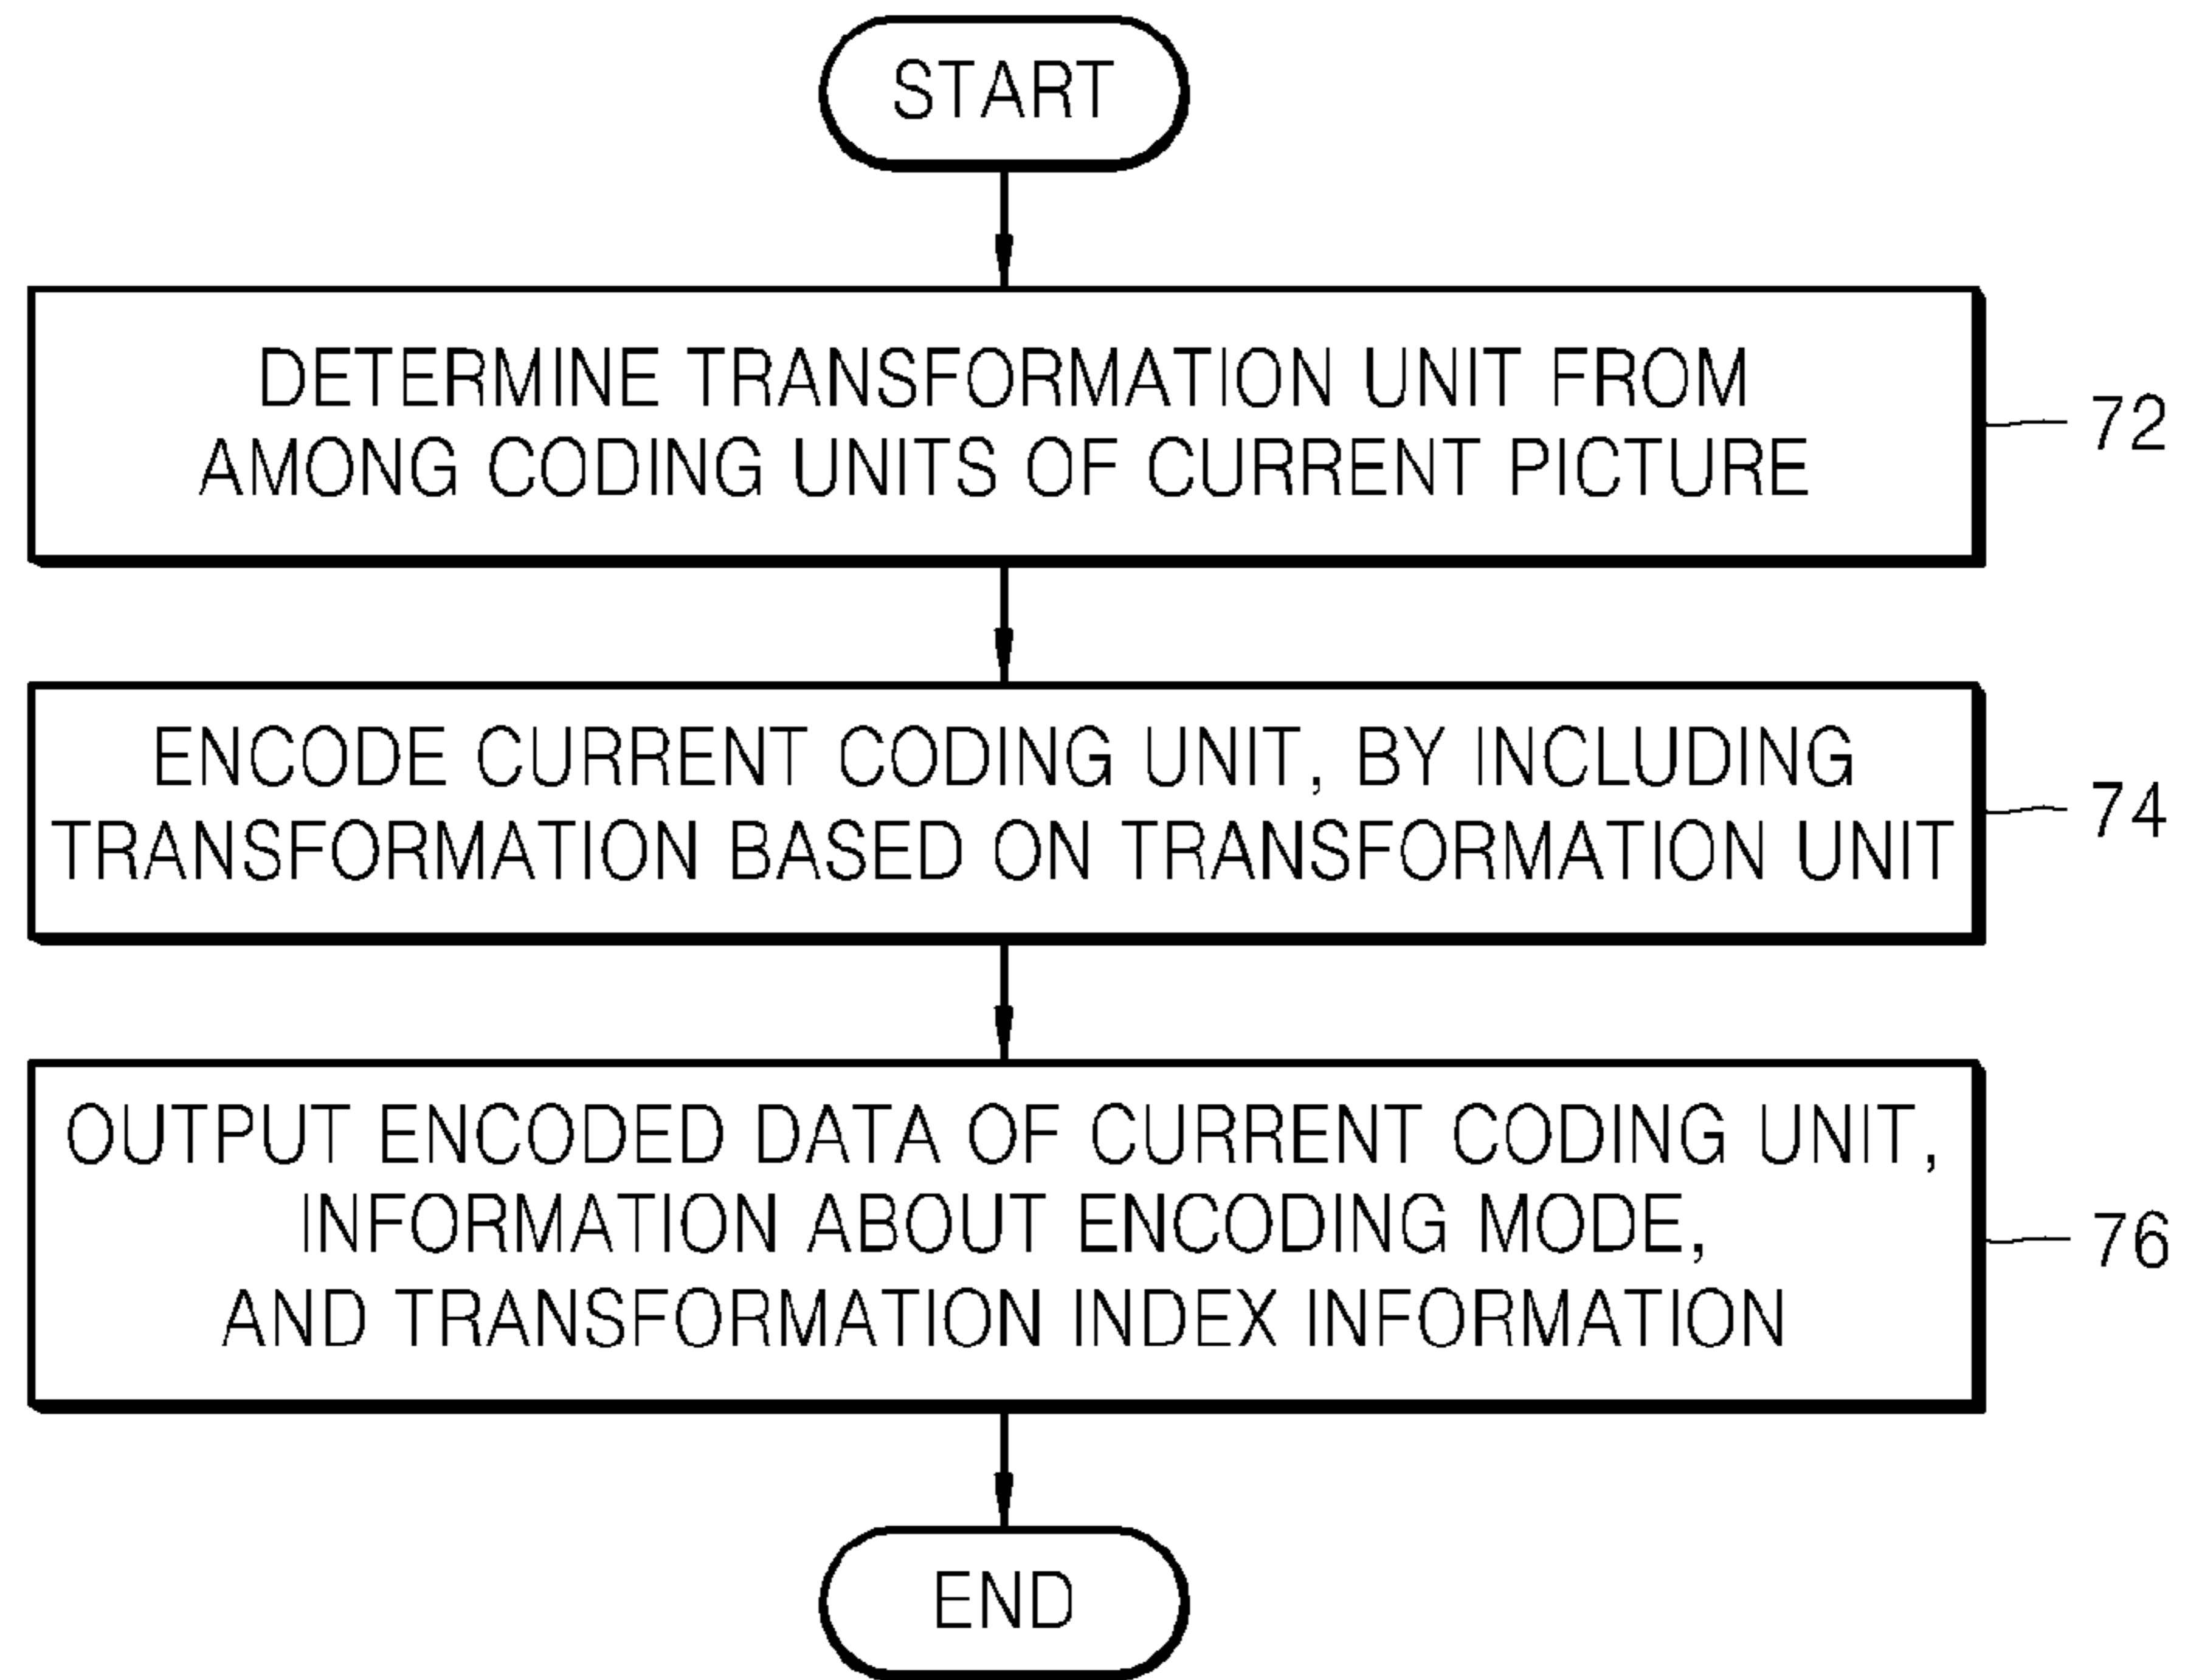 START
DETERMINE TRANSFORMATION UNIT FROM
AMONG CODING UNITS OF CURRENT PICTURE
72
ENCODE CURRENT CODING UNIT, BY INCLUDING
TRANSFORMATION BASED ON TRANSFORMATION UNIT
74
OUTPUT ENCODED DATA OF CURRENT CODING UNIT,
INFORMATION ABOUT ENCODING MODE,
AND TRANSFORMATION INDEX INFORMATION
76
END